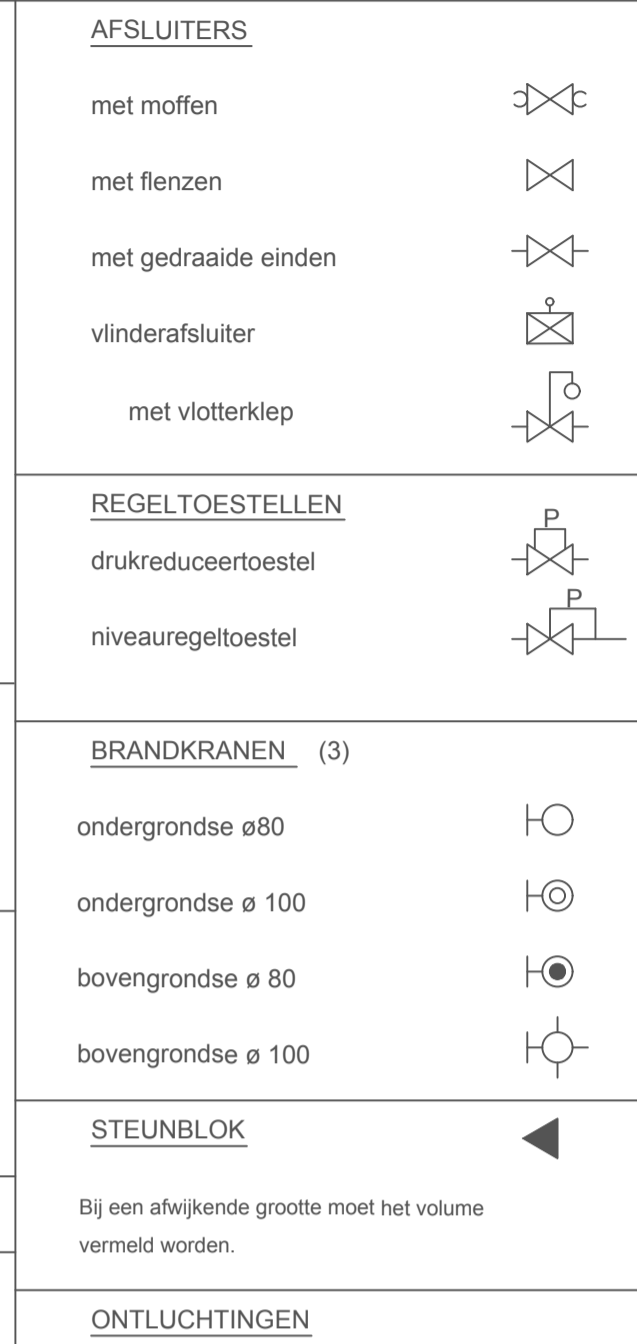 AFSLUITERS
met moffen
met flenzen
met gedraaide einden
vlinderafsluiter
met vlotterklep
REGELTOESTELLEN
P
drukreduceertoestel
P
niveauregeltoestel
BRANDKRANEN (3)
ondergrondse ø80
ondergrondse ø 100
bovengrondse ø 80
bovengrondse ø 100
STEUNBLOK
Bij een afwijkende grootte moet het volume
vermeld worden.
ONTLUCHTINGEN